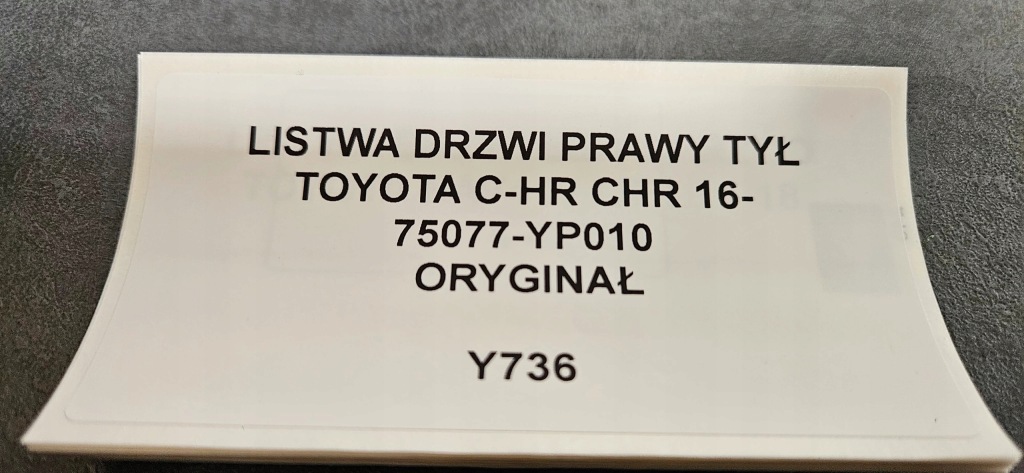 LISTWA DRZWI PRAWY TYŁ
TOYOTA C-HR CHR 16-
75077-YP010
ORYGINAŁ
Y736